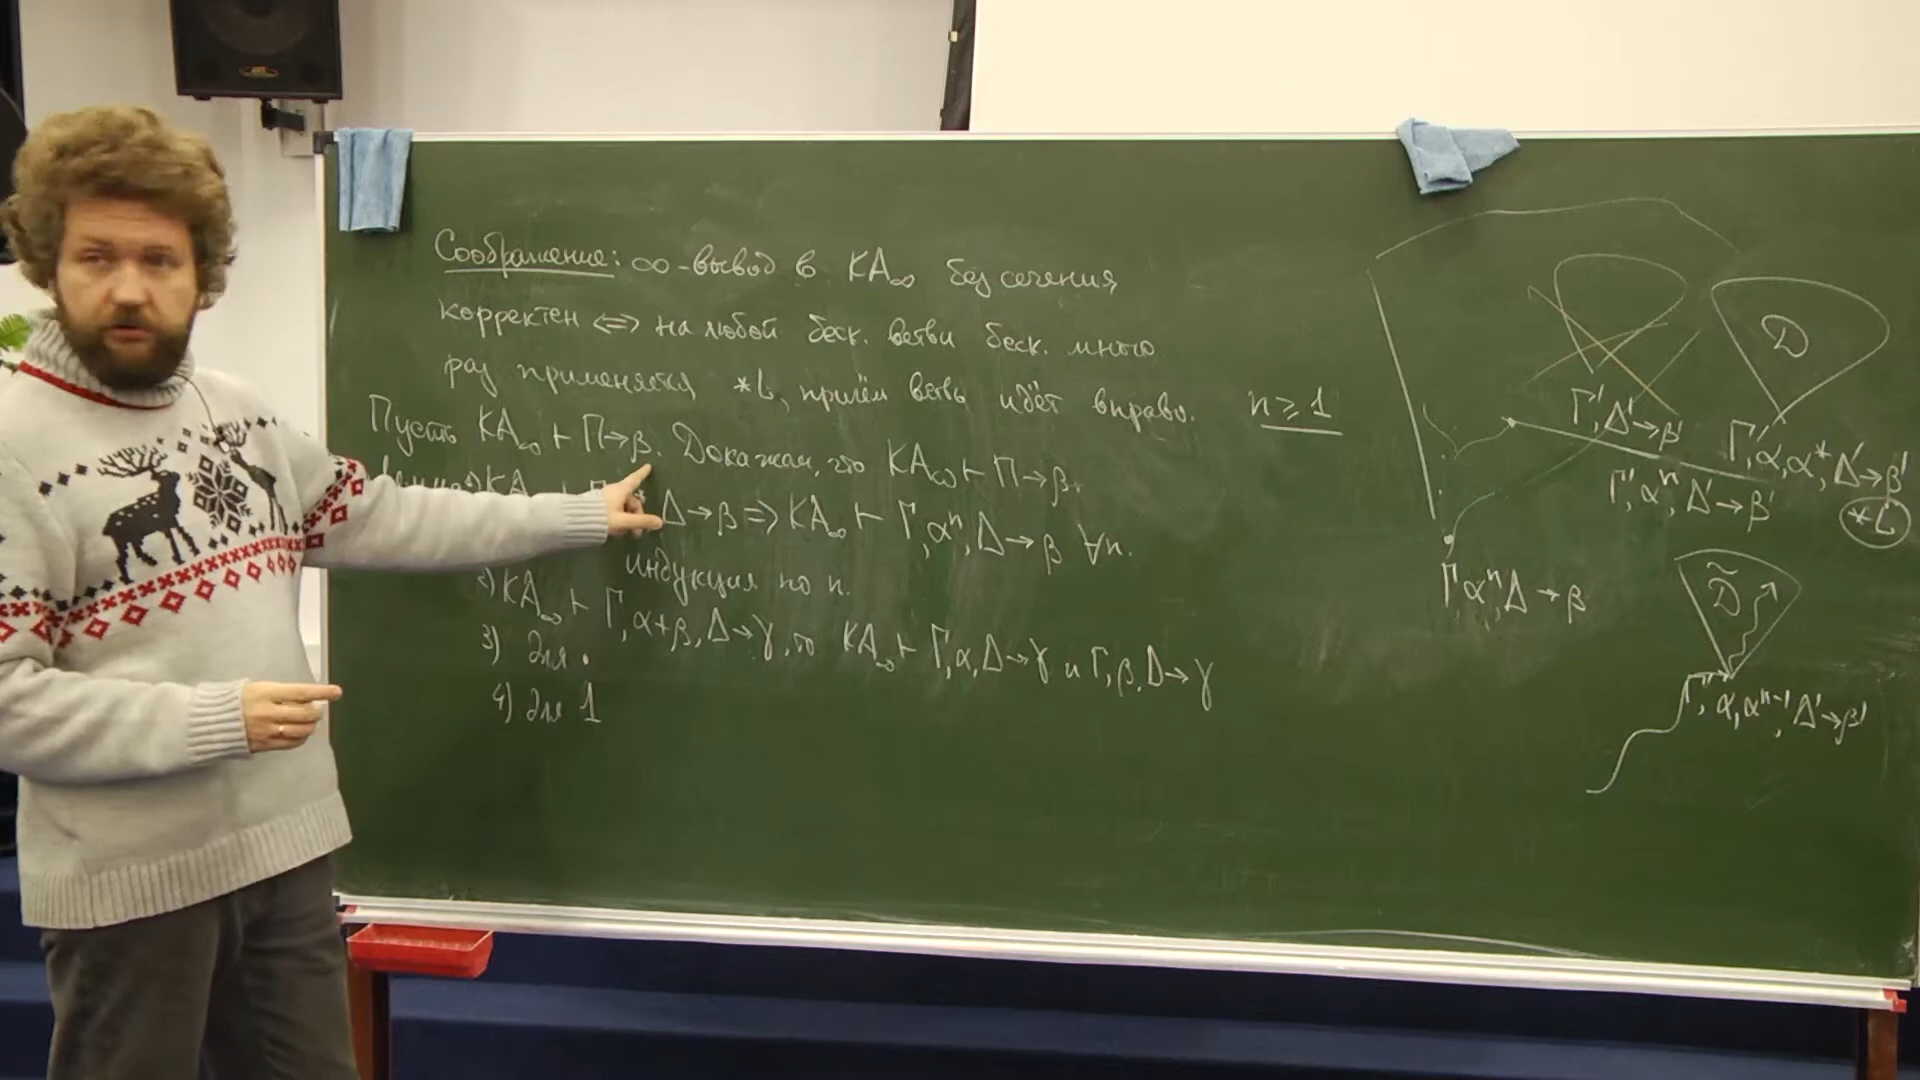 Соображение: ∞-вывод в KA∞ без сечения
корректен ⇔ на любой беск. ветви беск. много
раз применяется *L, причём ветвь идёт вправо.
n ≥ 1
Пусть KA∞ ⊢ Π→β. Докажем, что KA∞ ⊢ Π→β.
Δ→β ⇒ KA∞ ⊢ Γ, αⁿ, Δ→β ∀n.
индукция по n.
2) KA∞ ⊢ Γ, α+β, Δ→γ, то KA∞ ⊢ Γ, α, Δ→γ и Γ, β, Δ→γ
3) для ·
4) для 1
D
Γ', Δ'→β'
Γ', α, α*, Δ'→β'
Γ', αⁿ, Δ'→β'
*L
Γ, αⁿ, Δ→β
D̃
Γ', α, αⁿ⁻¹, Δ'→β'